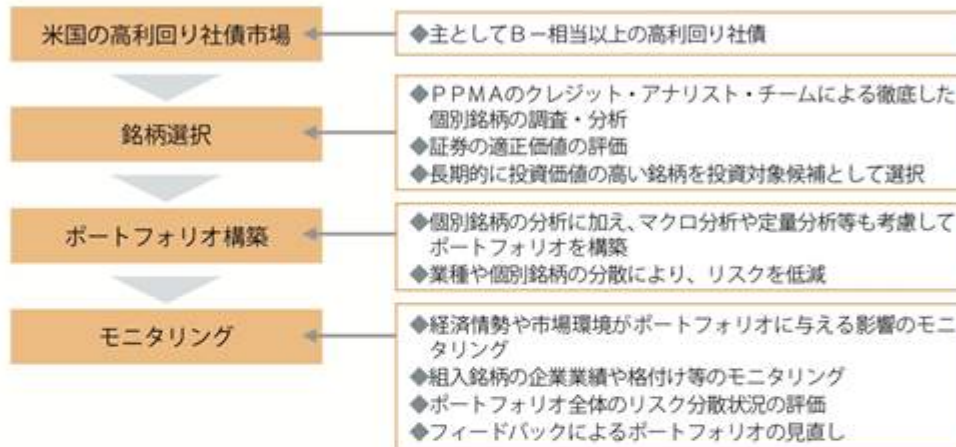 米国の高利回り社債市場
◆主としてB－相当以上の高利回り社債
銘柄選択
◆PPMAのクレジット・アナリスト・チームによる徹底した
個別銘柄の調査・分析
◆証券の適正価値の評価
◆長期的に投資価値の高い銘柄を投資対象候補として選択
ポートフォリオ構築
◆個別銘柄の分析に加え、マクロ分析や定量分析等も考慮して
ポートフォリオを構築
◆業種や個別銘柄の分散により、リスクを低減
モニタリング
◆経済情勢や市場環境がポートフォリオに与える影響のモニ
タリング
◆組入銘柄の企業業績や格付け等のモニタリング
◆ポートフォリオ全体のリスク分散状況の評価
◆フィードバックによるポートフォリオの見直し